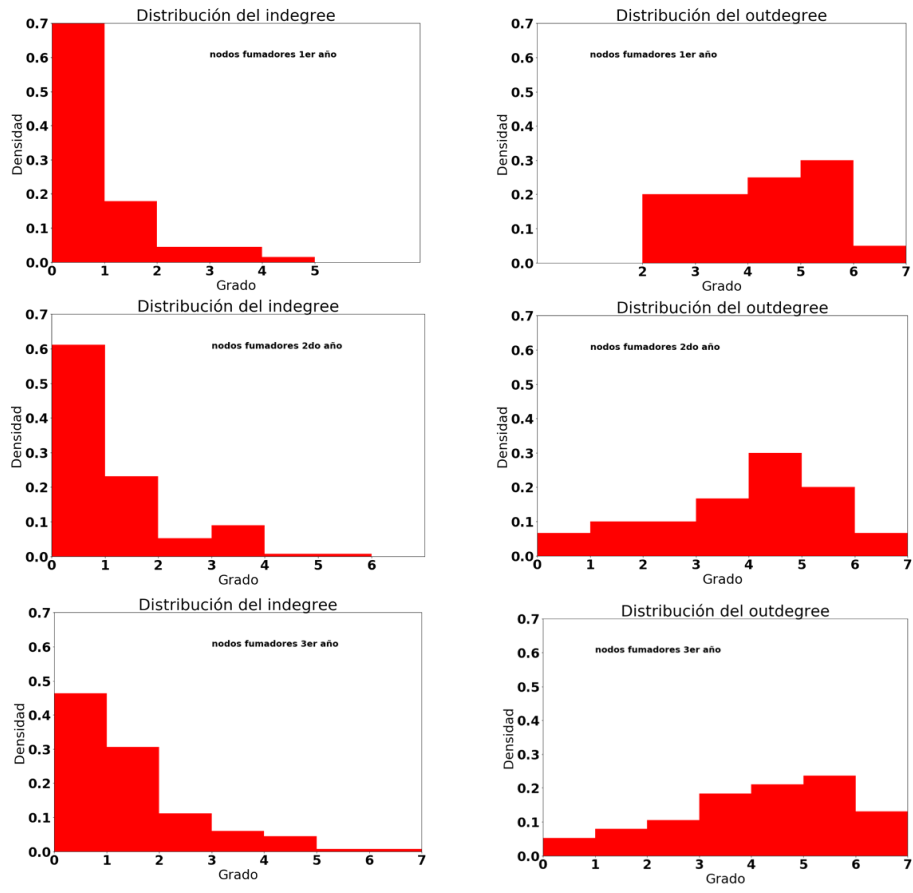 Distribución del indegree
nodos fumadores 1er año
Densidad
0.7
0.6
0.5
0.4
0.3
0.2
0.1
0.0
0 1 2 3 4 5
Grado
Distribución del outdegree
nodos fumadores 1er año
Densidad
0.7
0.6
0.5
0.4
0.3
0.2
0.1
0.0
2 3 4 5 6 7
Grado
Distribución del indegree
nodos fumadores 2do año
Densidad
0.7
0.6
0.5
0.4
0.3
0.2
0.1
0.0
0 1 2 3 4 5 6
Grado
Distribución del outdegree
nodos fumadores 2do año
Densidad
0.7
0.6
0.5
0.4
0.3
0.2
0.1
0.0
0 1 2 3 4 5 6 7
Grado
Distribución del indegree
nodos fumadores 3er año
Densidad
0.7
0.6
0.5
0.4
0.3
0.2
0.1
0.0
0 1 2 3 4 5 6 7
Grado
Distribución del outdegree
nodos fumadores 3er año
Densidad
0.7
0.6
0.5
0.4
0.3
0.2
0.1
0.0
0 1 2 3 4 5 6 7
Grado